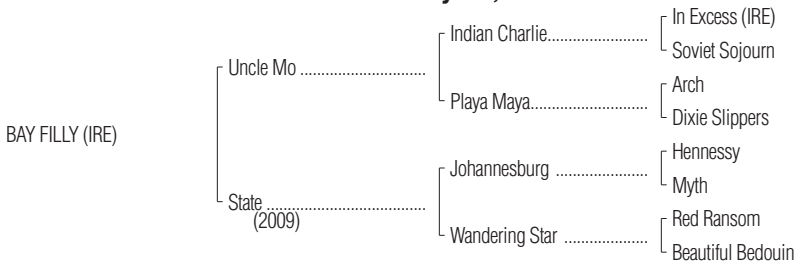 In Excess (IRE)
Indian Charlie......................
Soviet Sojourn
Uncle Mo ............................
Arch
Playa Maya..........................
Dixie Slippers
BAY FILLY (IRE)
Hennessy
Johannesburg ....................
Myth
State ...................................
(2009)
Red Ransom
Wandering Star ..................
Beautiful Bedouin